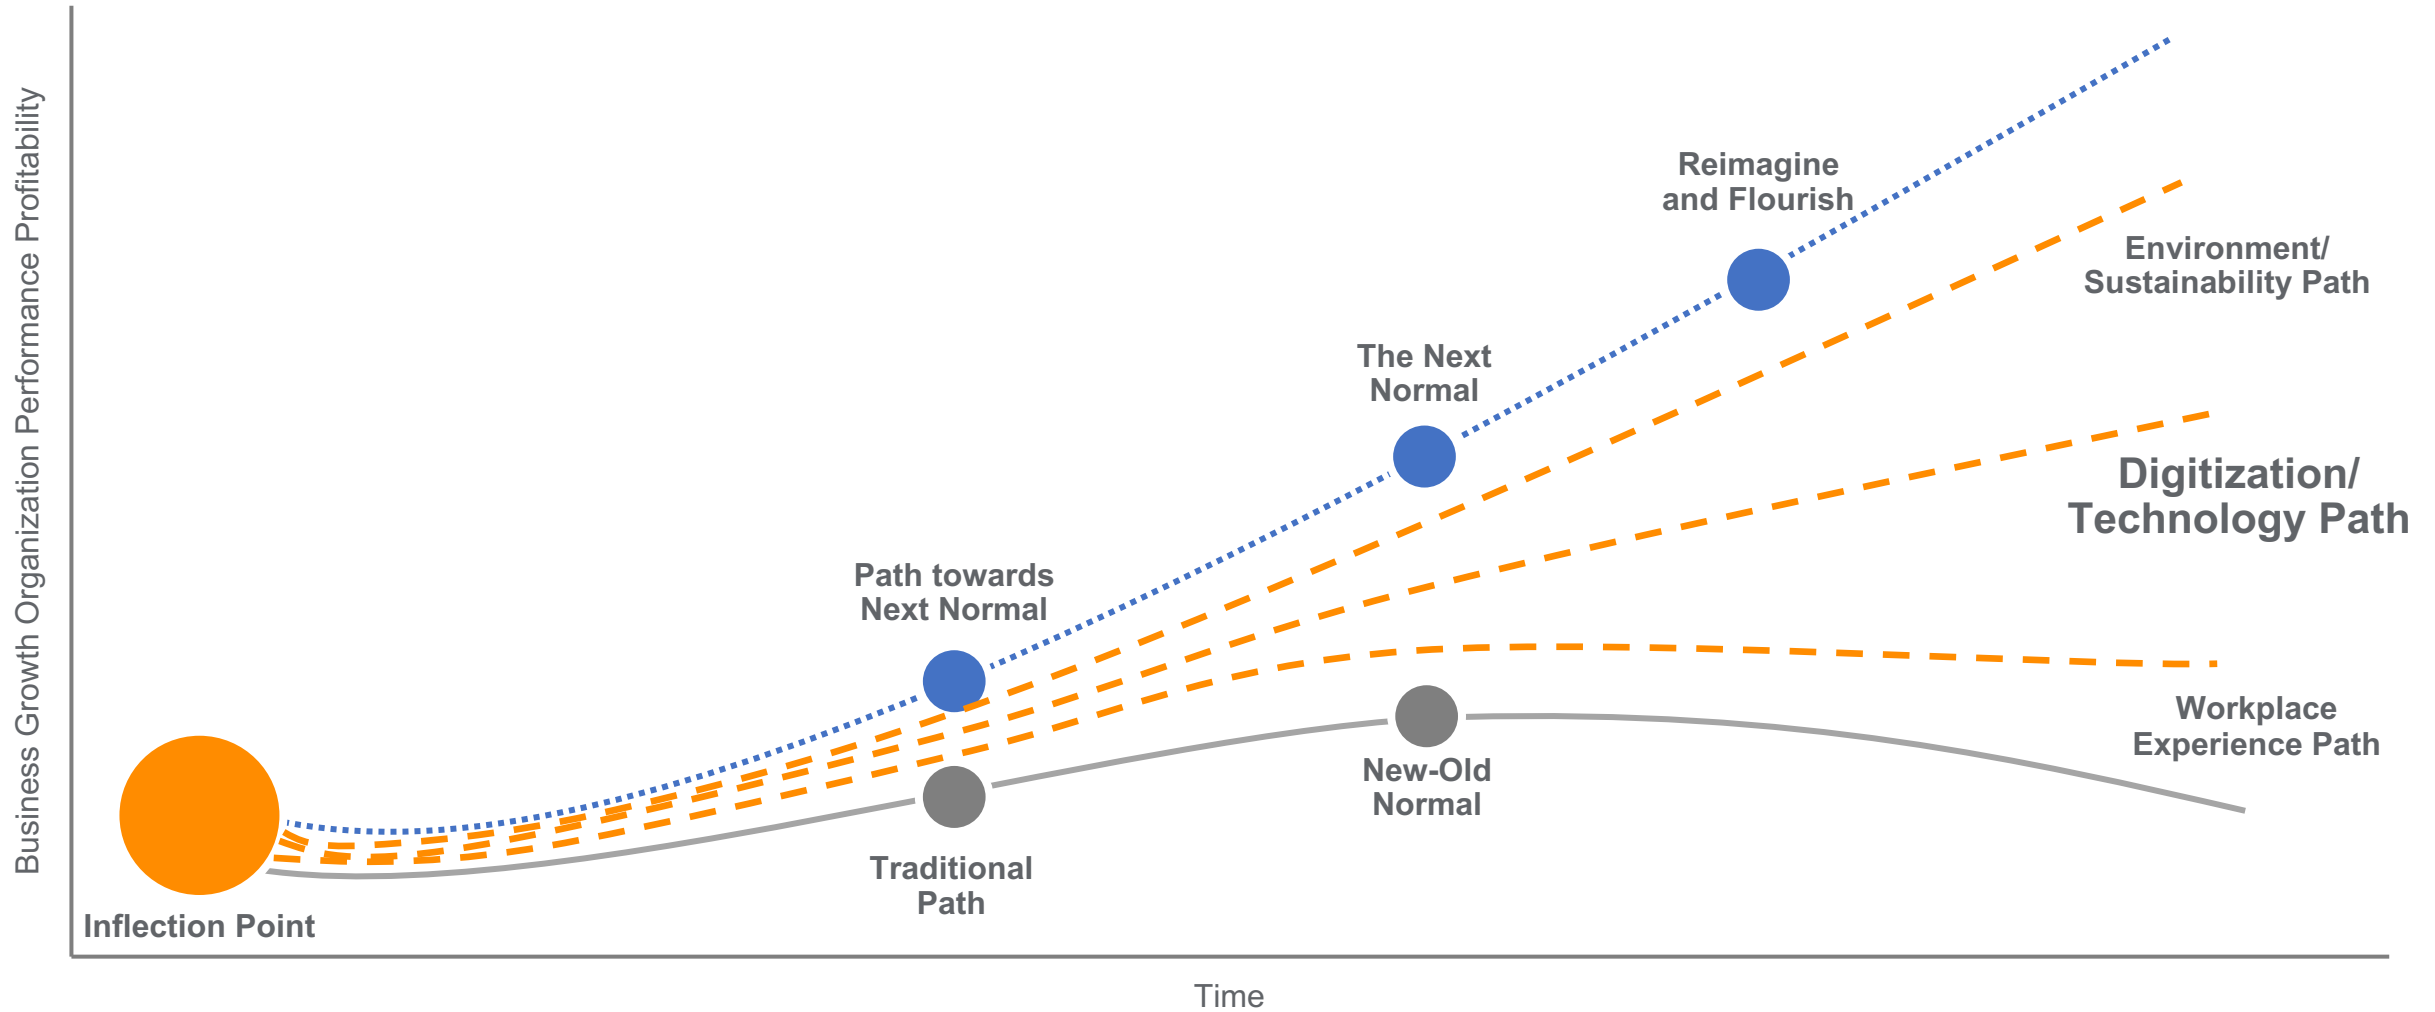 Business Growth Organization Performance Profitability
Reimagine
and Flourish
Environment/
Sustainability Path
The Next
Normal
Digitization/
Technology Path
Path towards
Next Normal
Workplace
Experience Path
New-Old
Normal
Traditional
Path
Inflection Point
Time